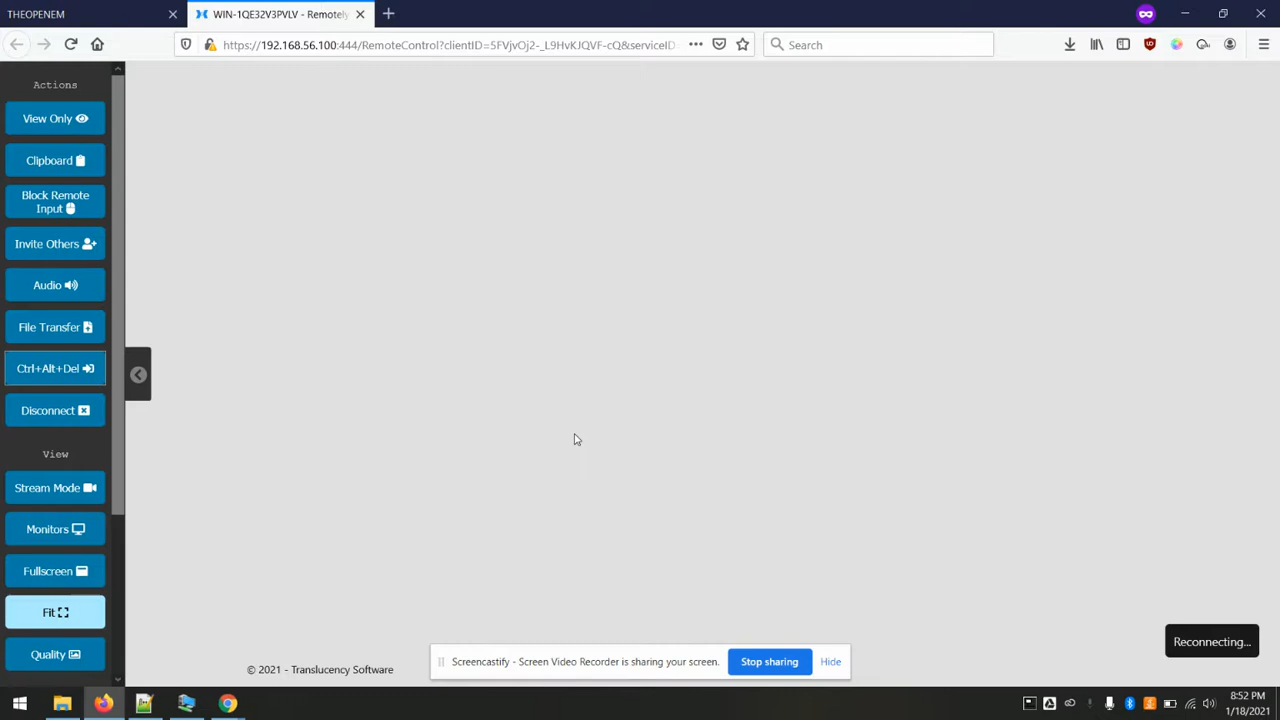 THEOPENEM
WIN-1QE32V3PVLV - Remotely
https://192.168.56.100:444/RemoteControl?clientID=5FVjvOj2-_L9HvKJQVF-cQ&serviceID
Search
Actions
View Only
Clipboard
Block Remote
Input
Invite Others
Audio
File Transfer
Ctrl+Alt+Del
Disconnect
View
Stream Mode
Monitors
Fullscreen
Fit
Quality
Reconnecting...
© 2021 - Translucency Software
Screencastify - Screen Video Recorder is sharing your screen.
Stop sharing
Hide
8:52 PM
1/18/2021